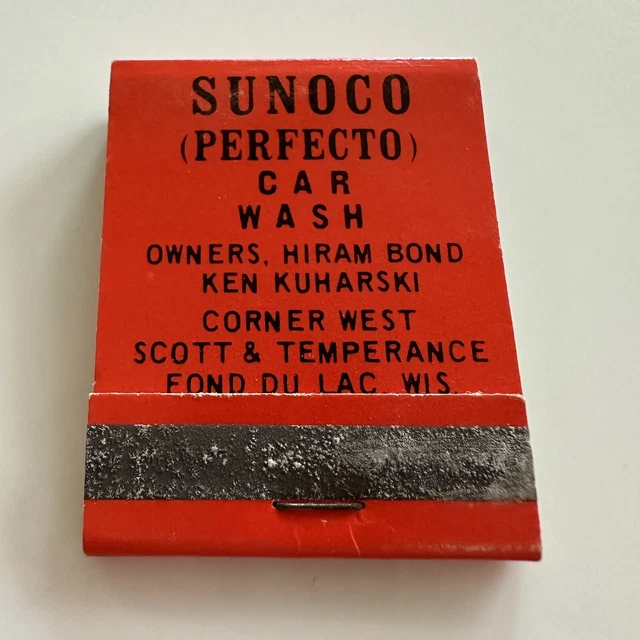 SUNOCO
(PERFECTO)
CAR
WASH
OWNERS, HIRAM BOND
KEN KUHARSKI
CORNER WEST
SCOTT & TEMPERANCE
FOND DU LAC, WIS.